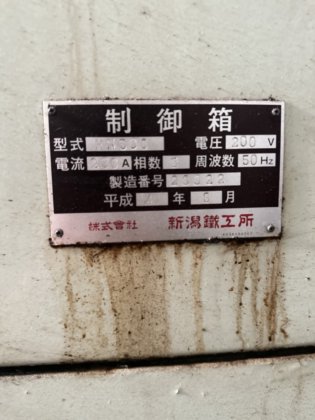 制御箱
型式 電圧 200 V
電流 A 相数 3 周波数 50 Hz
製造番号
平成 年 月
株式會社 新潟鐵工所